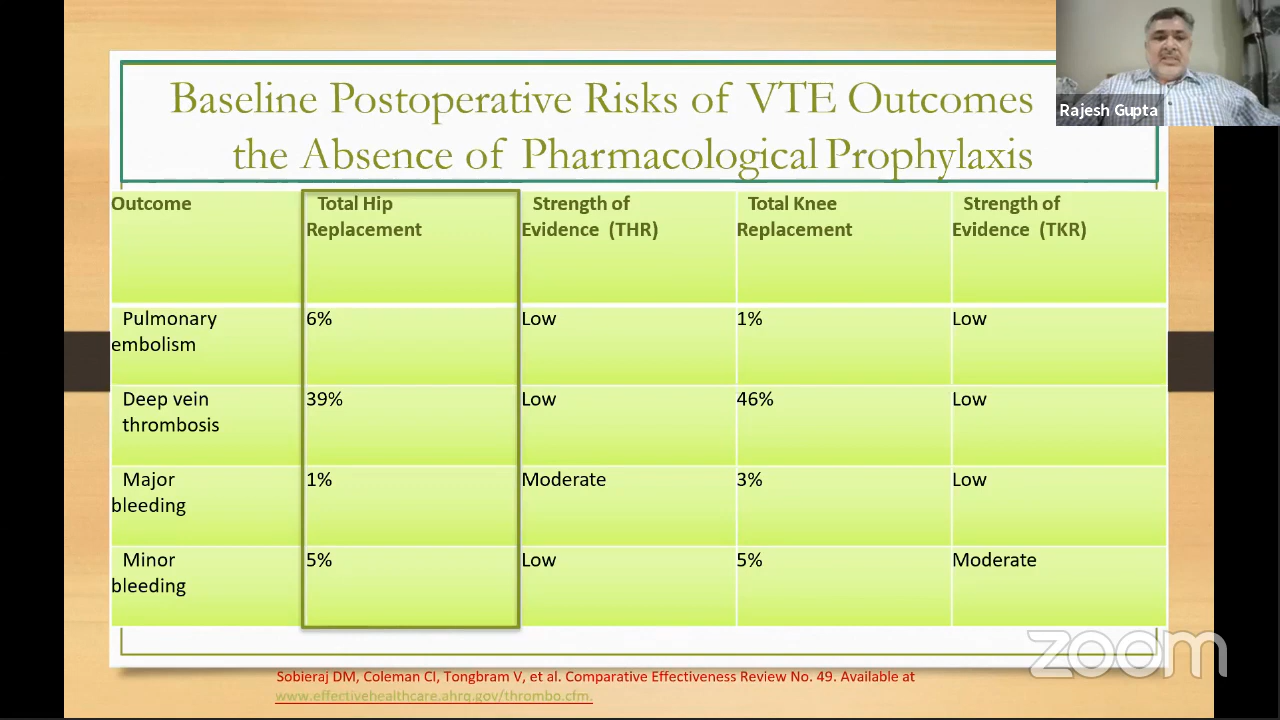 Baseline Postoperative Risks of VTE Outcomes
the Absence of Pharmacological Prophylaxis
Rajesh Gupta
Outcome
Total Hip
Replacement
Strength of
Evidence (THR)
Total Knee
Replacement
Strength of
Evidence (TKR)
Pulmonary
embolism
6%
Low
1%
Low
Deep vein
thrombosis
39%
Low
46%
Low
Major
bleeding
1%
Moderate
3%
Low
Minor
bleeding
5%
Low
5%
Moderate
zoom
Sobieraj DM, Coleman CI, Tongbram V, et al. Comparative Effectiveness Review No. 49. Available at
www.effectivehealthcare.ahrq.gov/thrombo.cfm.